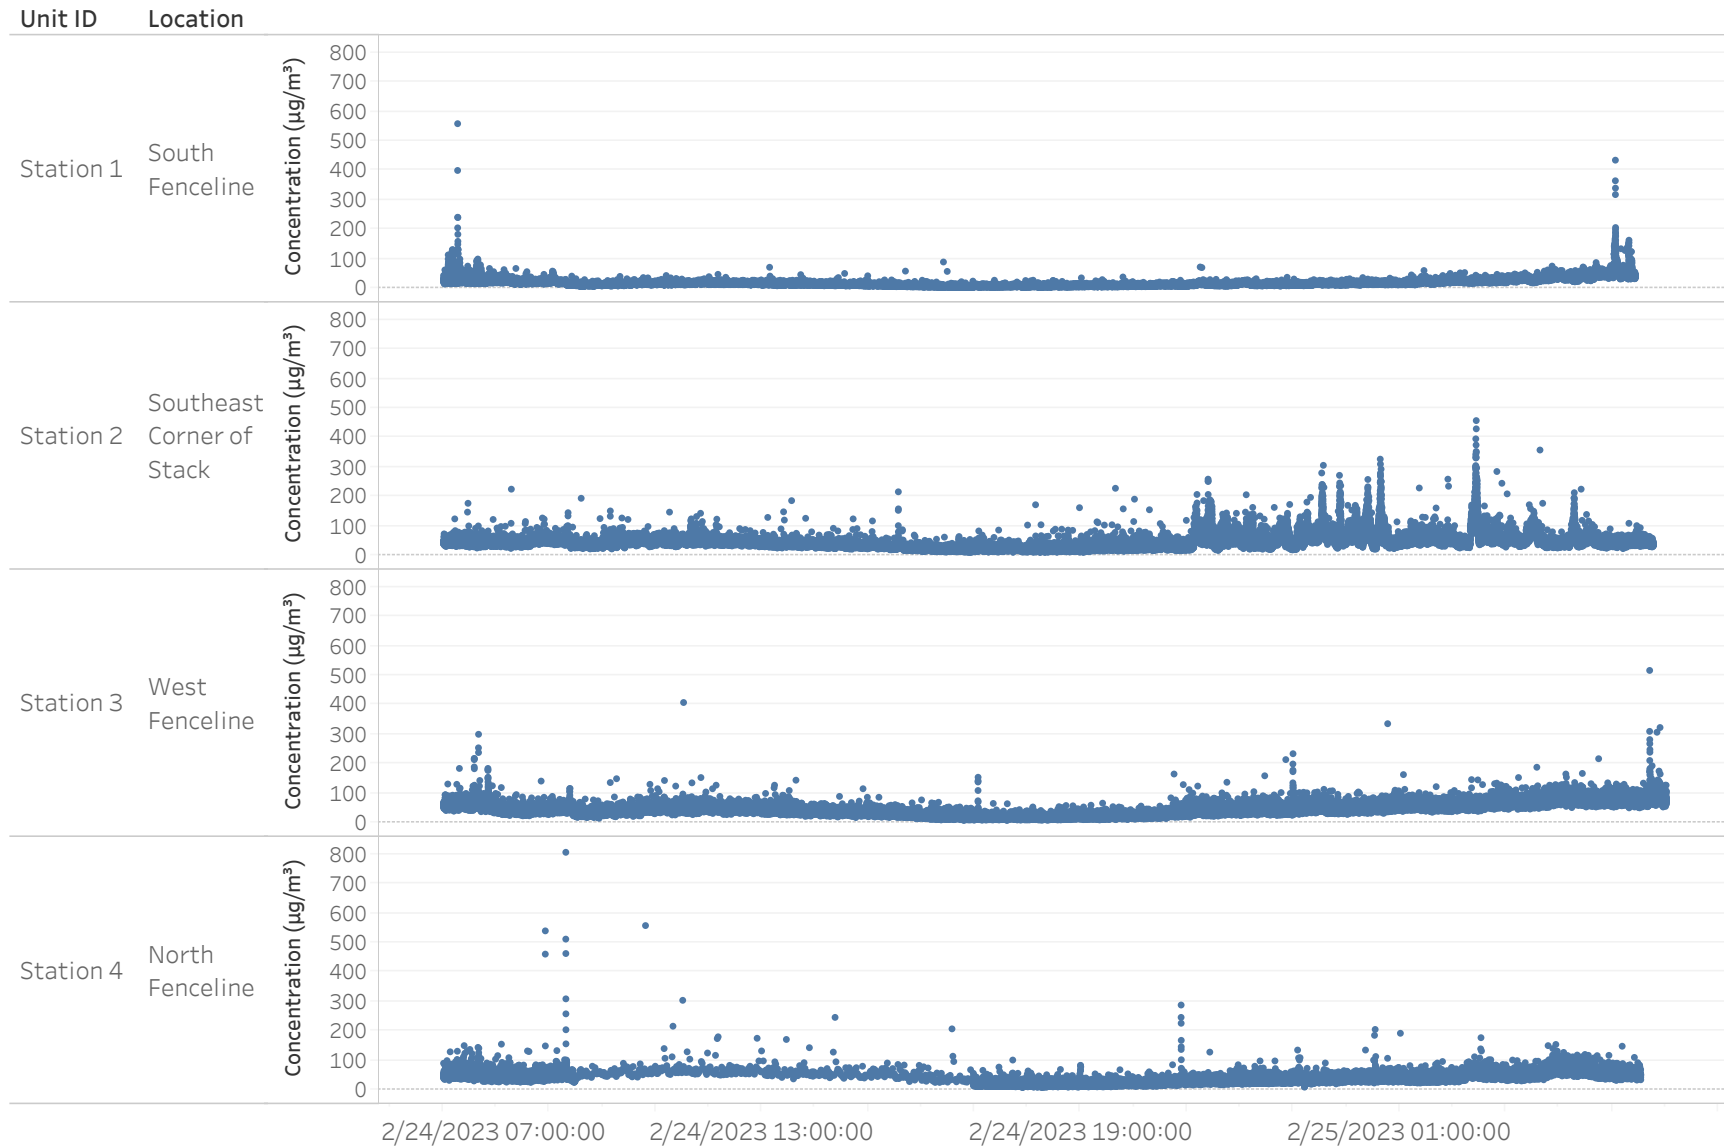 Unit ID Location
800
700
600
500
400
300
200
100
0
Concentration (µg/m³)
Station 1
South
Fenceline
800
700
600
500
400
300
200
100
0
Concentration (µg/m³)
Station 2
Southeast
Corner of
Stack
800
700
600
500
400
300
200
100
0
Concentration (µg/m³)
Station 3
West
Fenceline
800
700
600
500
400
300
200
100
0
Concentration (µg/m³)
Station 4
North
Fenceline
2/24/2023 07:00:00 2/24/2023 13:00:00 2/24/2023 19:00:00 2/25/2023 01:00:00